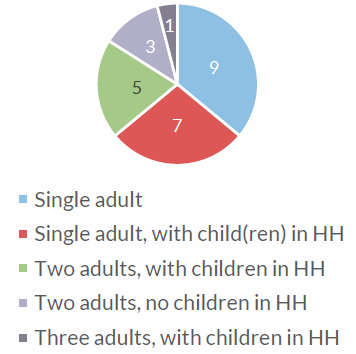 1
3
9
5
7
Single adult
Single adult, with child(ren) in HH
Two adults, with children in HH
Two adults, no children in HH
Three adults, with children in HH